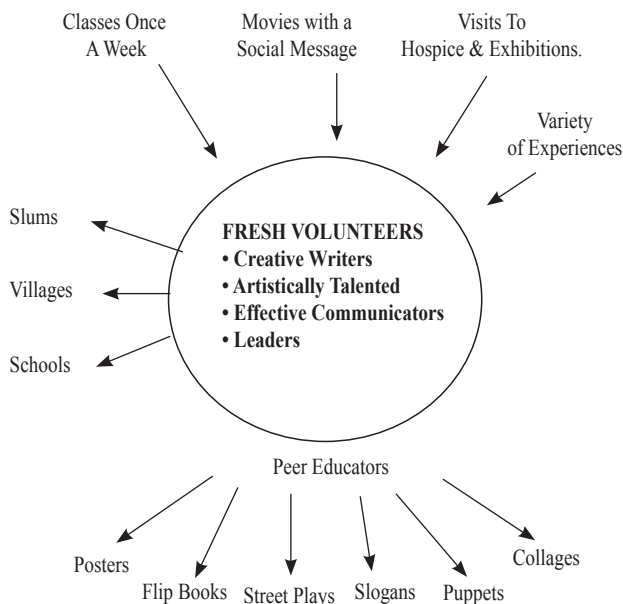 Classes Once
A Week
Movies with a
Social Message
Visits To
Hospice & Exhibitions.
Variety
of Experiences
Slums
Villages
Schools
FRESH VOLUNTEERS
• Creative Writers
• Artistically Talented
• Effective Communicators
• Leaders
Peer Educators
Posters
Flip Books
Street Plays
Slogans
Puppets
Collages